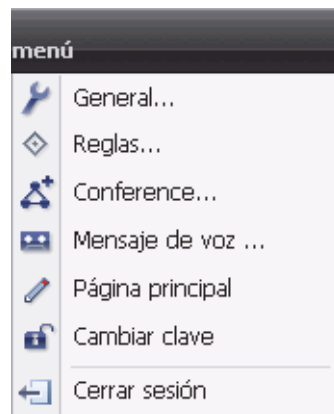 menú
General...
Reglas...
Conference...
Mensaje de voz ...
Página principal
Cambiar clave
Cerrar sesión